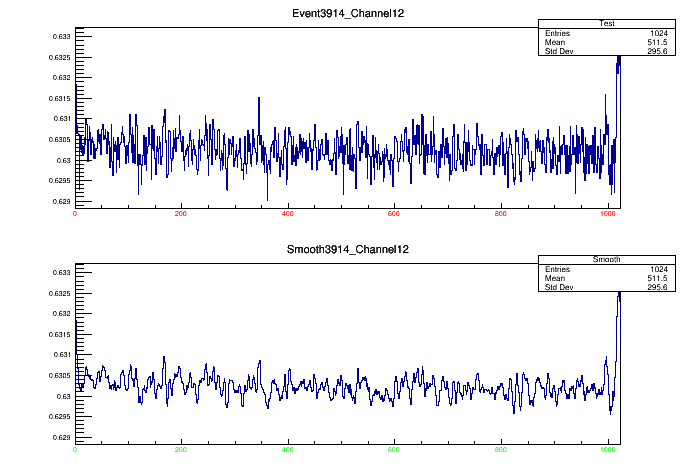 Event3914_Channel12
Test
Entries 1024
Mean 511.5
Std Dev 295.6
0.633
0.6325
0.632
0.6315
0.631
0.6305
0.63
0.6295
0.629
0 200 400 600 800 1000
Smooth3914_Channel12
Smooth
Entries 1024
Mean 511.5
Std Dev 295.6
0.633
0.6325
0.632
0.6315
0.631
0.6305
0.63
0.6295
0.629
0 200 400 600 800 1000